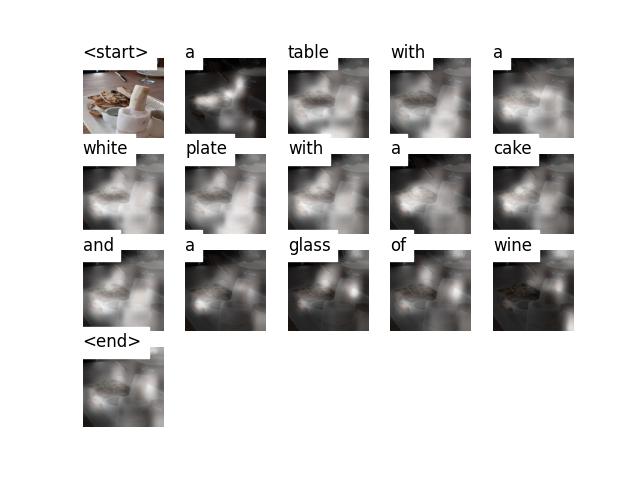 <start> a table with a
white plate with a cake
and a glass of wine
<end>